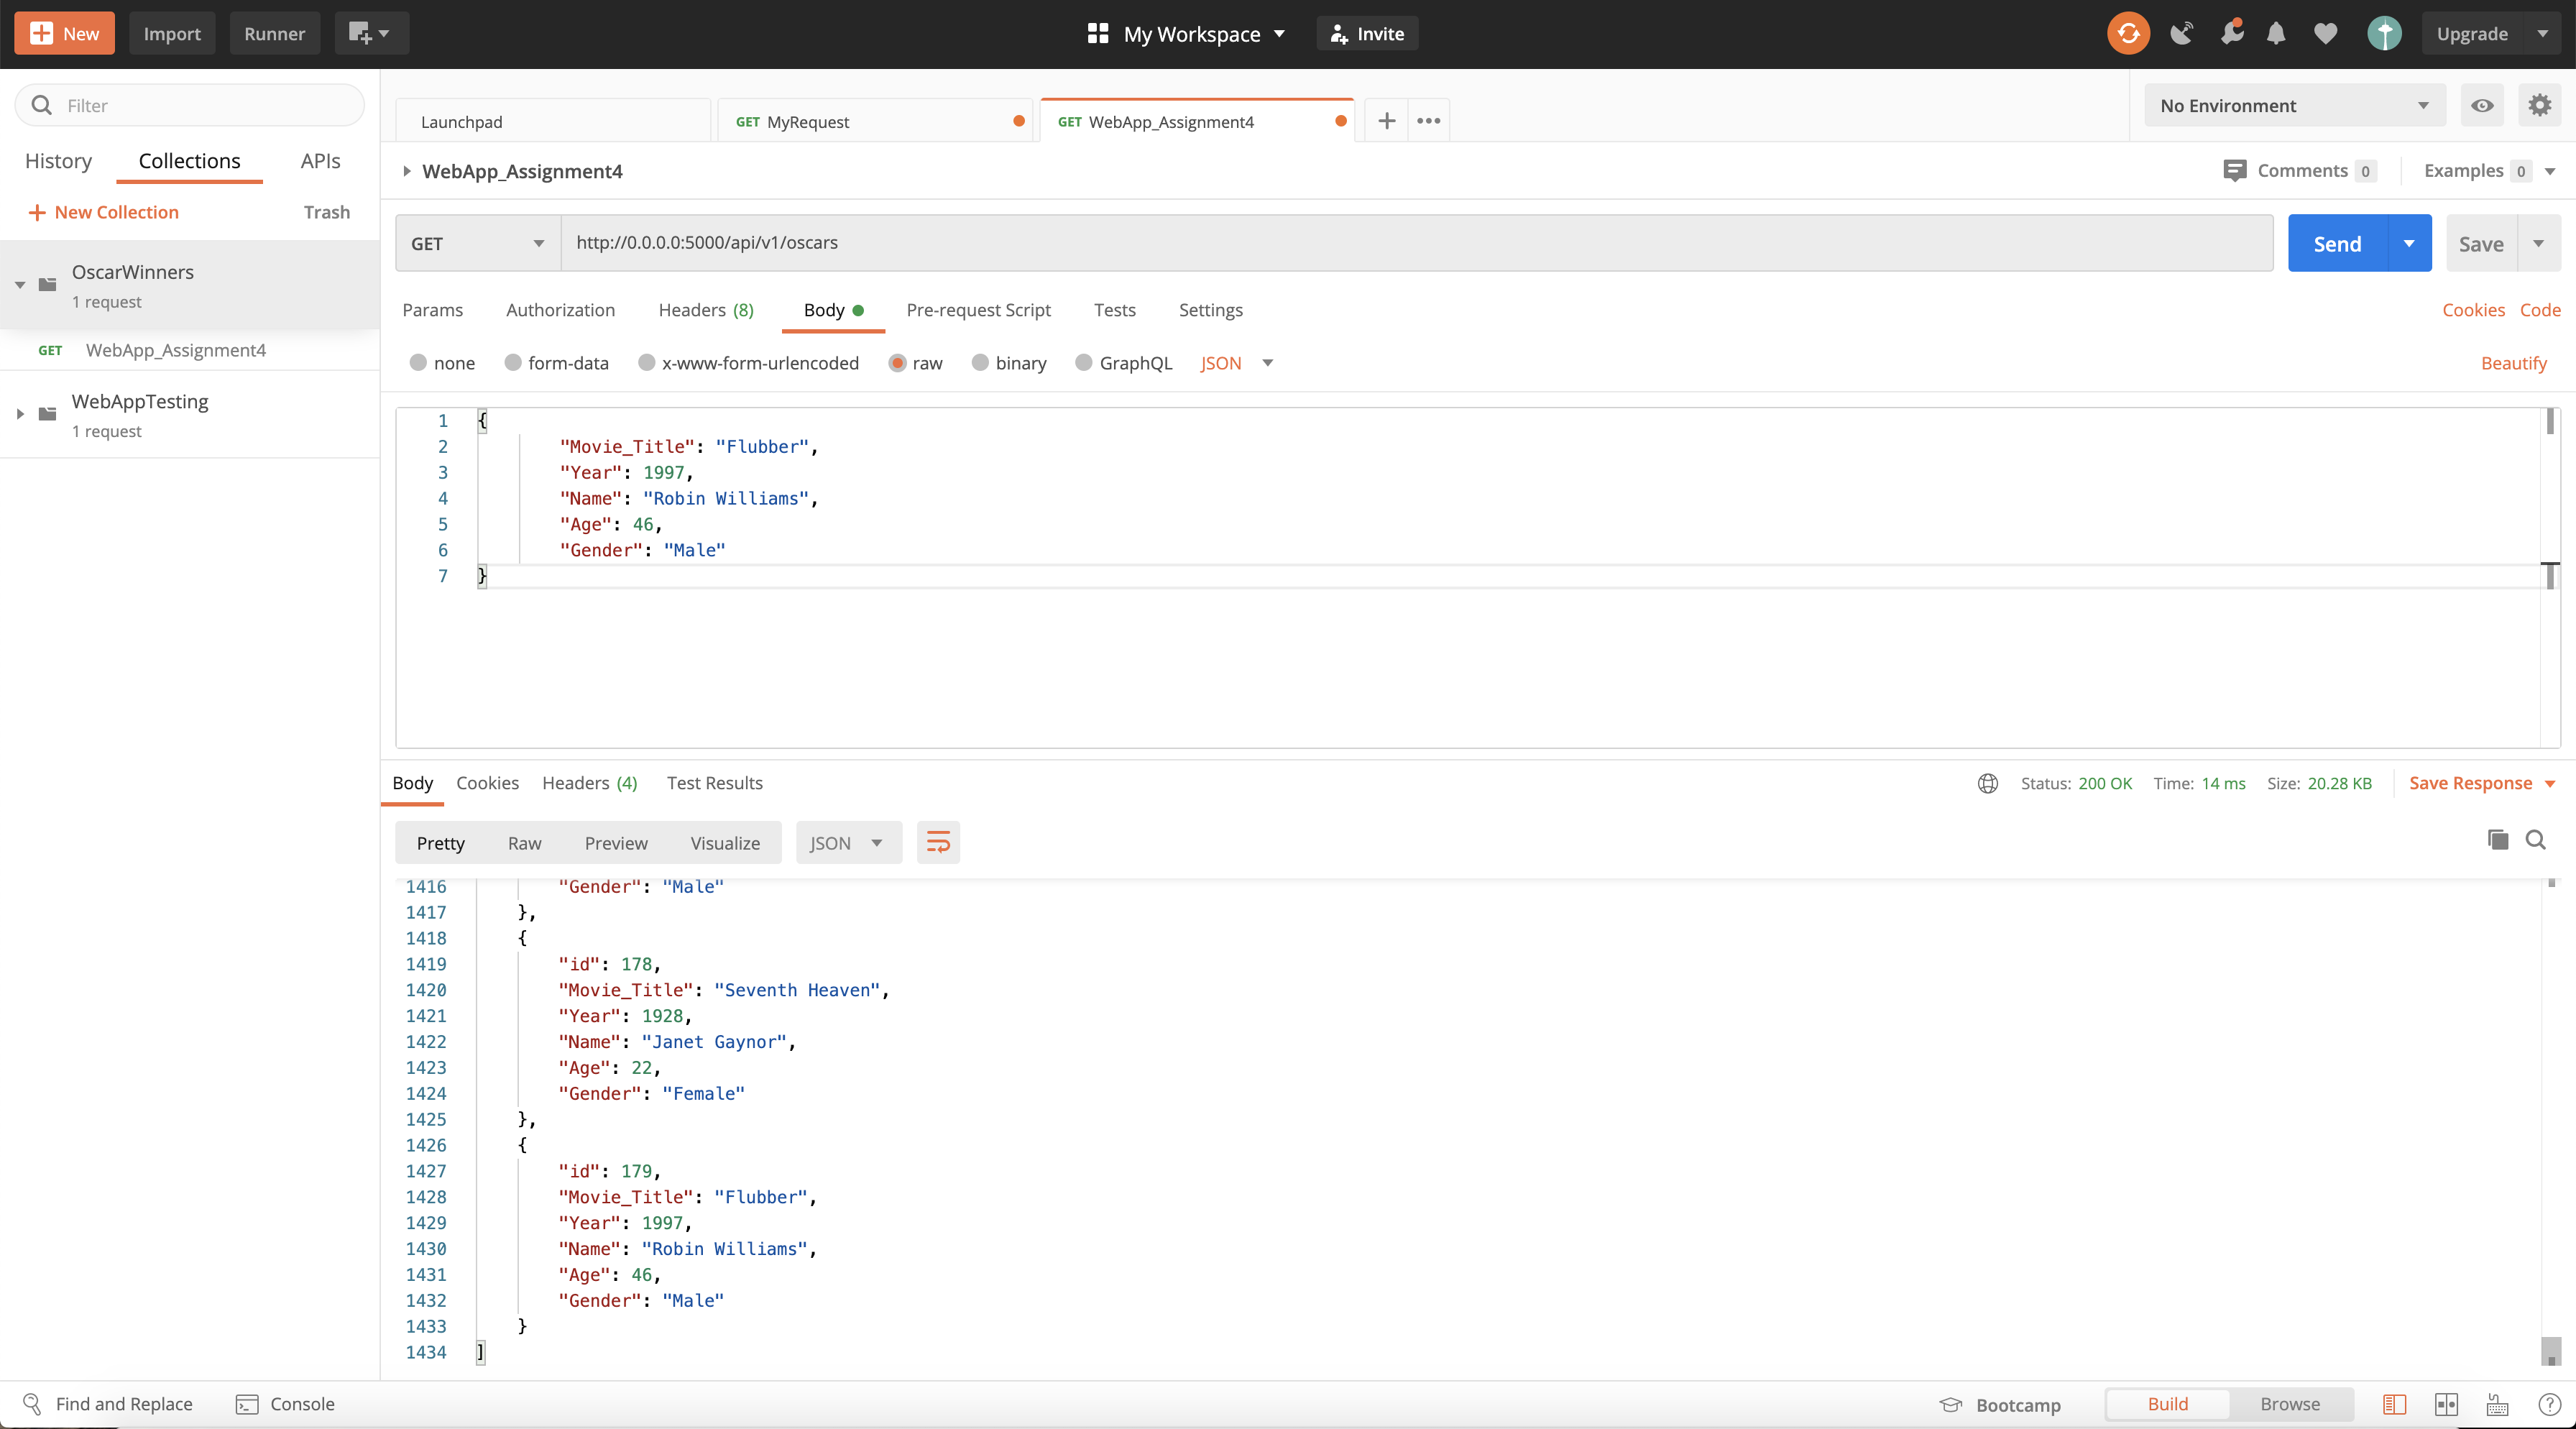 New
Import
Runner
My Workspace
Invite
Upgrade
Filter
History
Collections
APIs
New Collection
Trash
OscarWinners
1 request
GET WebApp_Assignment4
WebAppTesting
1 request
Launchpad
GET MyRequest
GET WebApp_Assignment4
No Environment
WebApp_Assignment4
Comments 0
Examples 0
GET
http://0.0.0.0:5000/api/v1/oscars
Send
Save
Params
Authorization
Headers (8)
Body
Pre-request Script
Tests
Settings
Cookies
Code
none
form-data
x-www-form-urlencoded
raw
binary
GraphQL
JSON
Beautify
1 {
2 "Movie_Title": "Flubber",
3 "Year": 1997,
4 "Name": "Robin Williams",
5 "Age": 46,
6 "Gender": "Male"
7 }
Body
Cookies
Headers (4)
Test Results
Status: 200 OK
Time: 14 ms
Size: 20.28 KB
Save Response
Pretty
Raw
Preview
Visualize
JSON
1416 "Gender": "Male"
1417 },
1418 {
1419 "id": 178,
1420 "Movie_Title": "Seventh Heaven",
1421 "Year": 1928,
1422 "Name": "Janet Gaynor",
1423 "Age": 22,
1424 "Gender": "Female"
1425 },
1426 {
1427 "id": 179,
1428 "Movie_Title": "Flubber",
1429 "Year": 1997,
1430 "Name": "Robin Williams",
1431 "Age": 46,
1432 "Gender": "Male"
1433 }
1434 ]
Find and Replace
Console
Bootcamp
Build
Browse